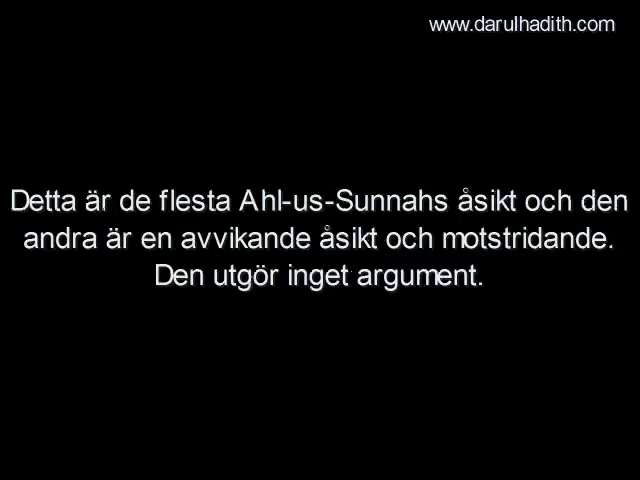 www.darulhadith.com
Detta är de flesta Ahl-us-Sunnahs åsikt och den
andra är en avvikande åsikt och motstridande.
Den utgör inget argument.